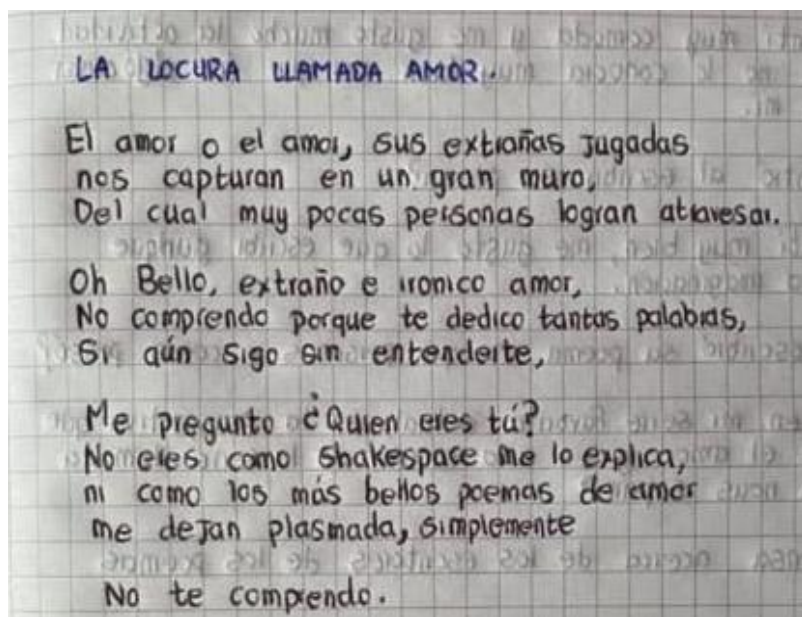 LA LOCURA LLAMADA AMOR.
El amor o el amor, sus extrañas jugadas
nos capturan en un gran muro,
Del cual muy pocas personas logran atravesar.
Oh Bello, extraño e ironico amor,
No comprendo porque te dedico tantas palabras,
Si aún sigo sin entenderte,
Me pregunto ¿Quien eres tú?
No eres como Shakespace me lo explica,
ni como los más bellos poemas de amor
me dejan plasmada, simplemente
No te comprendo.